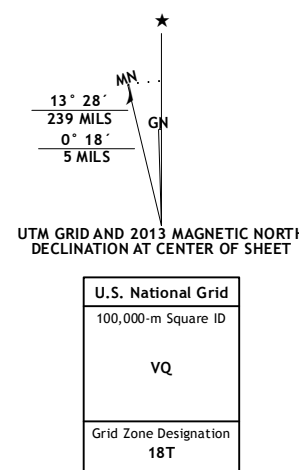 ★
MN
13° 28´
239 MILS
GN
0° 18´
5 MILS
UTM GRID AND 2013 MAGNETIC NORTH
DECLINATION AT CENTER OF SHEET
U.S. National Grid
100,000-m Square ID
VQ
Grid Zone Designation
18T